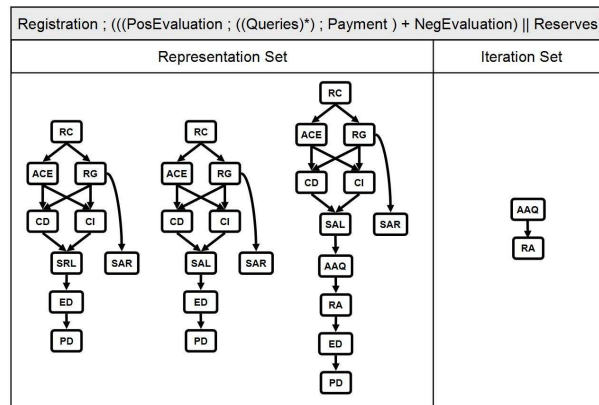 Registration ; (((PosEvaluation ; ((Queries)*) ; Payment ) + NegEvaluation) || Reserves
Representation Set
Iteration Set
RC
ACE RG
CD CI
SRL SAR
ED
PD
RC
ACE RG
CD CI
SAL SAR
ED
PD
RC
ACE RG
CD CI
SAL SAR
AAQ
RA
ED
PD
AAQ
RA